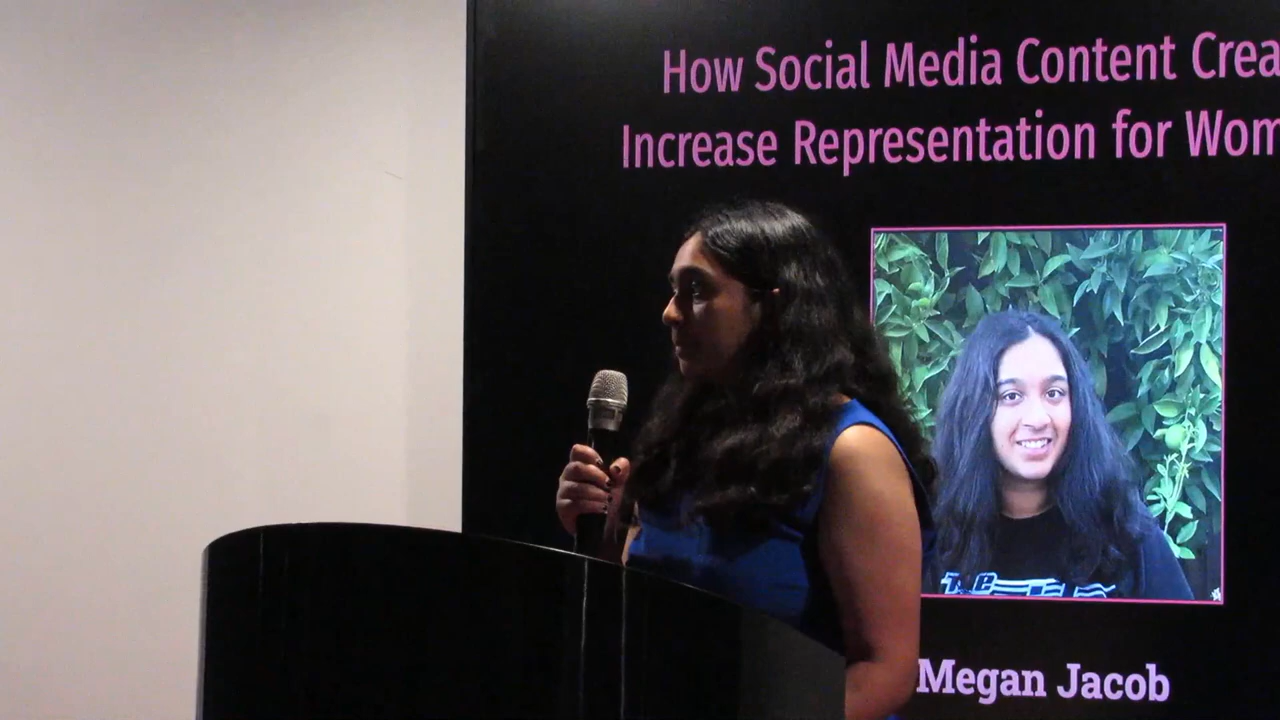 How Social Media Content Crea
Increase Representation for Wom
Megan Jacob